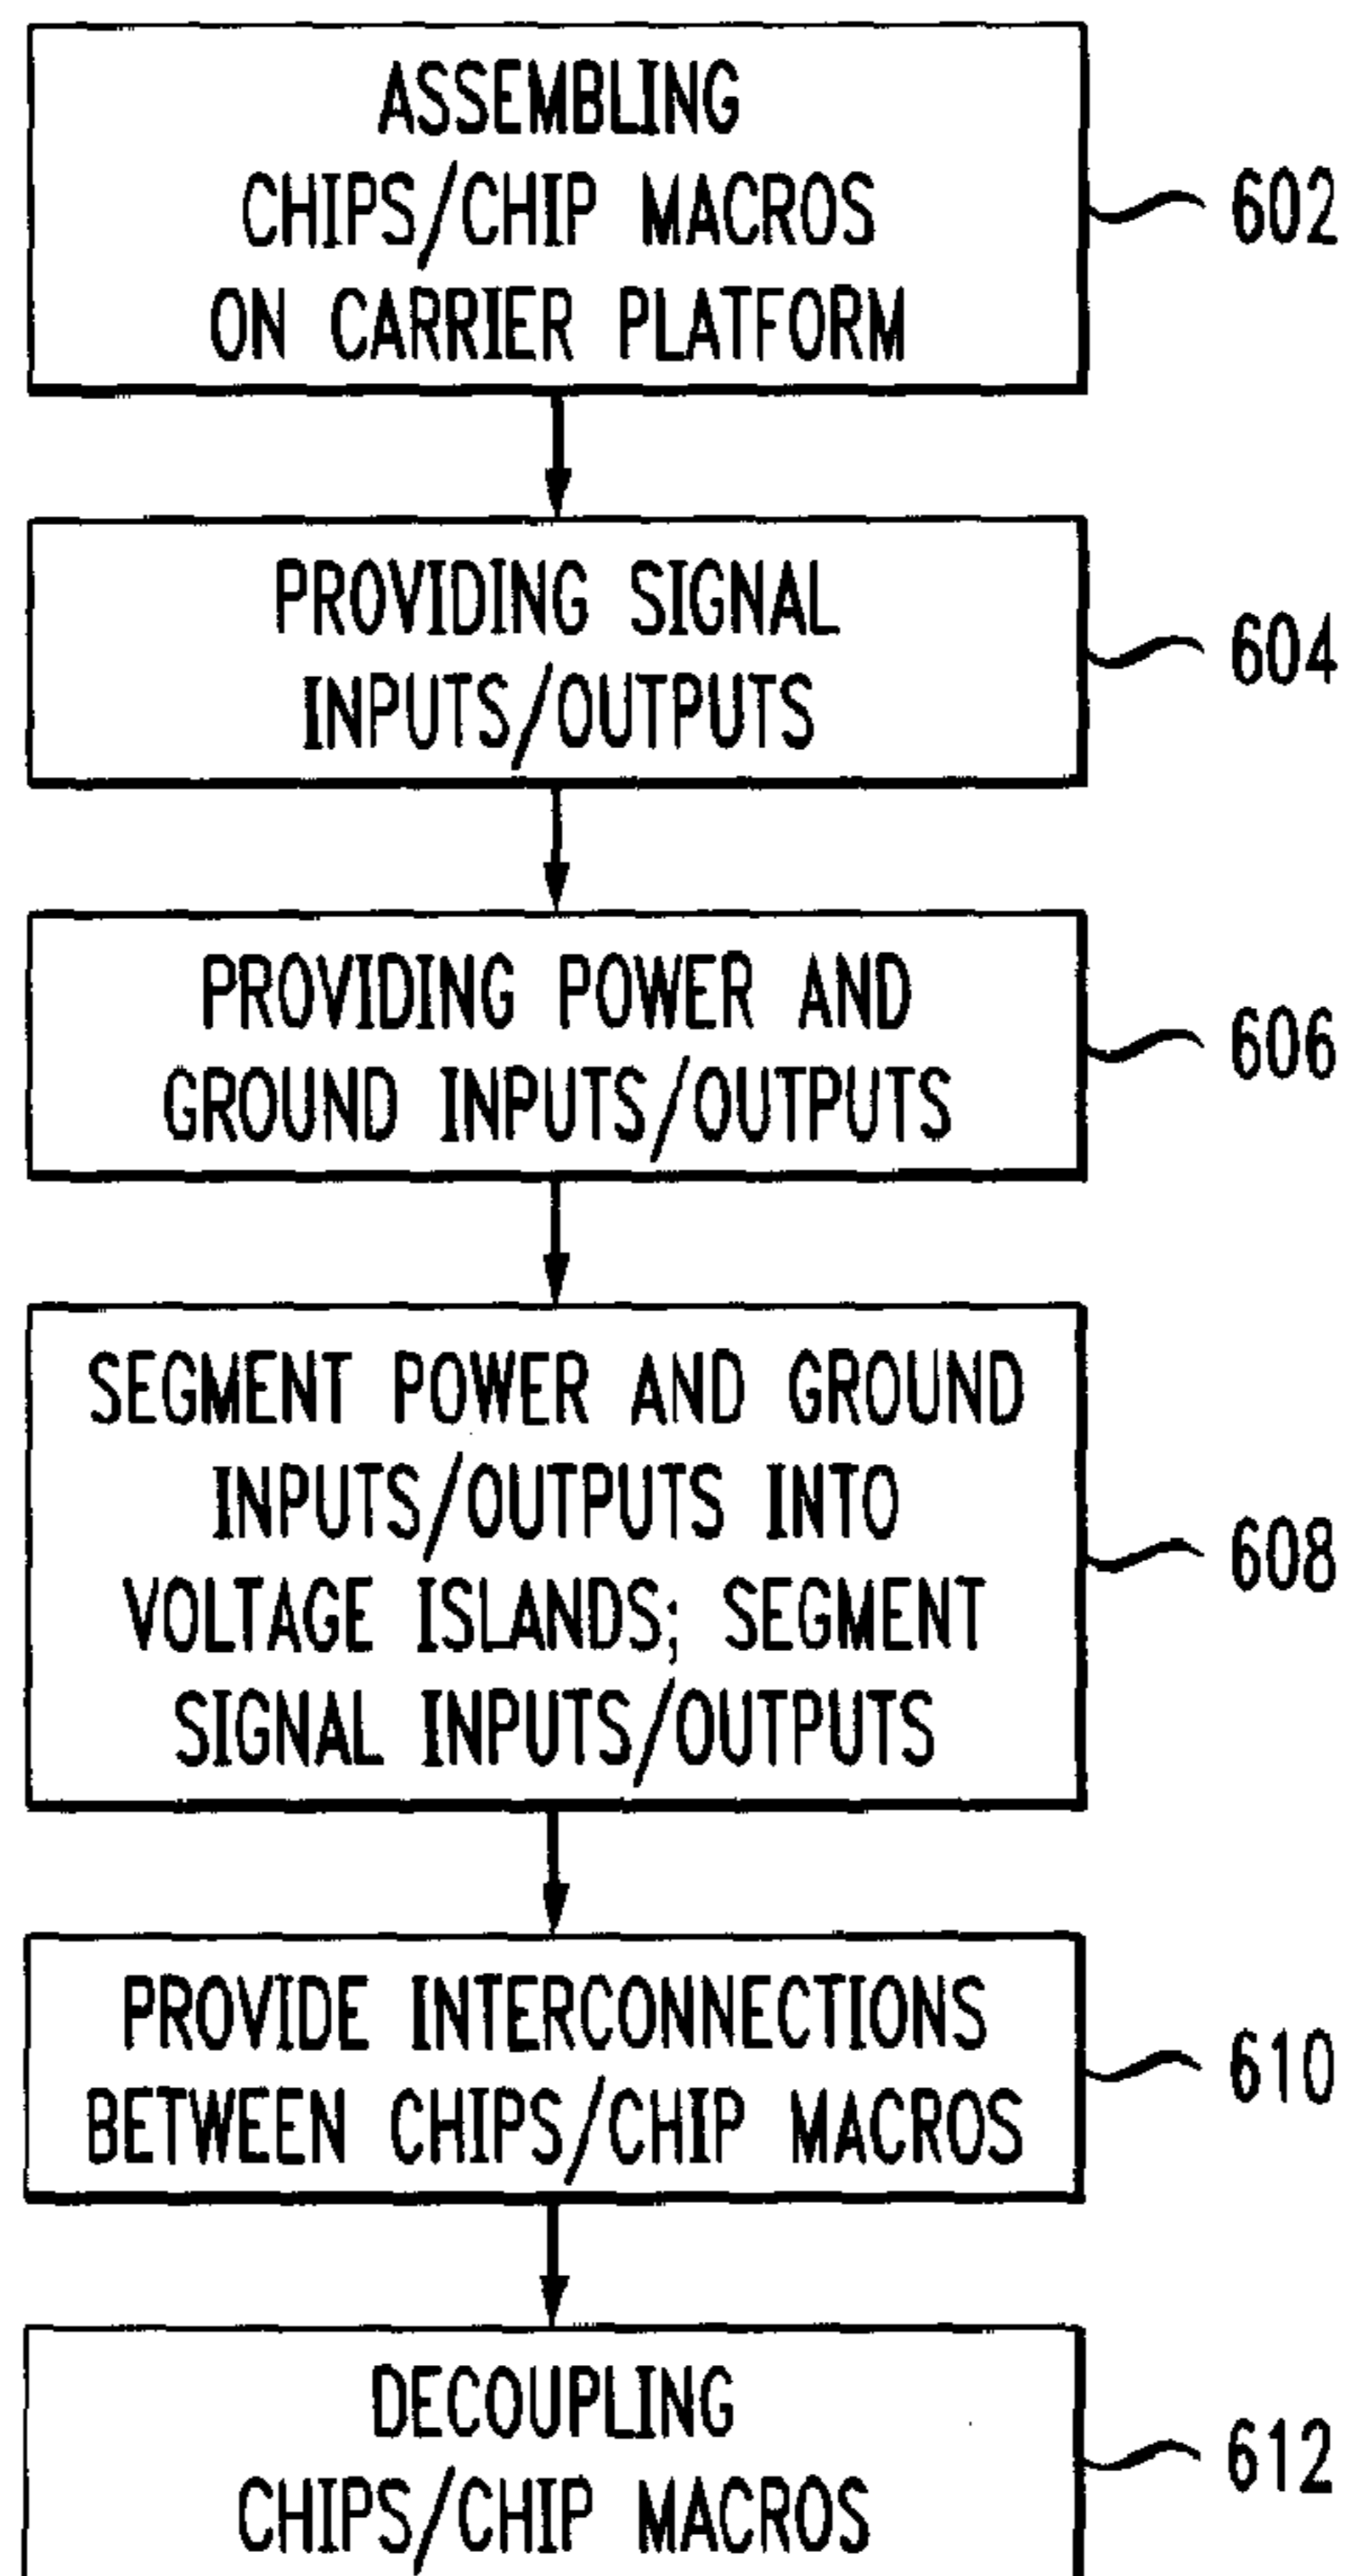 ASSEMBLING
CHIPS/CHIP MACROS
ON CARRIER PLATFORM
602
PROVIDING SIGNAL
INPUTS/OUTPUTS
604
PROVIDING POWER AND
GROUND INPUTS/OUTPUTS
606
SEGMENT POWER AND GROUND
INPUTS/OUTPUTS INTO
VOLTAGE ISLANDS; SEGMENT
SIGNAL INPUTS/OUTPUTS
608
PROVIDE INTERCONNECTIONS
BETWEEN CHIPS/CHIP MACROS
610
DECOUPLING
CHIPS/CHIP MACROS
612